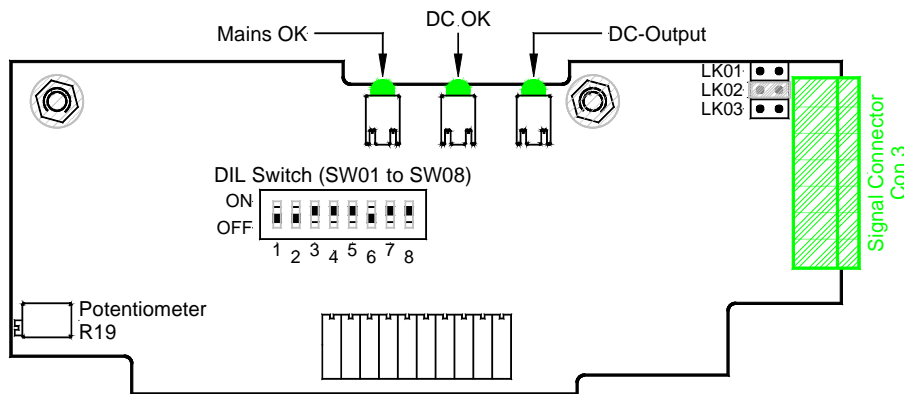 DC OK
Mains OK
DC-Output
LK01
LK02
LK03
DIL Switch (SW01 to SW08)
ON
OFF
1 2 3 4 5 6 7 8
Signal Connector
Con 3
Potentiometer
R19